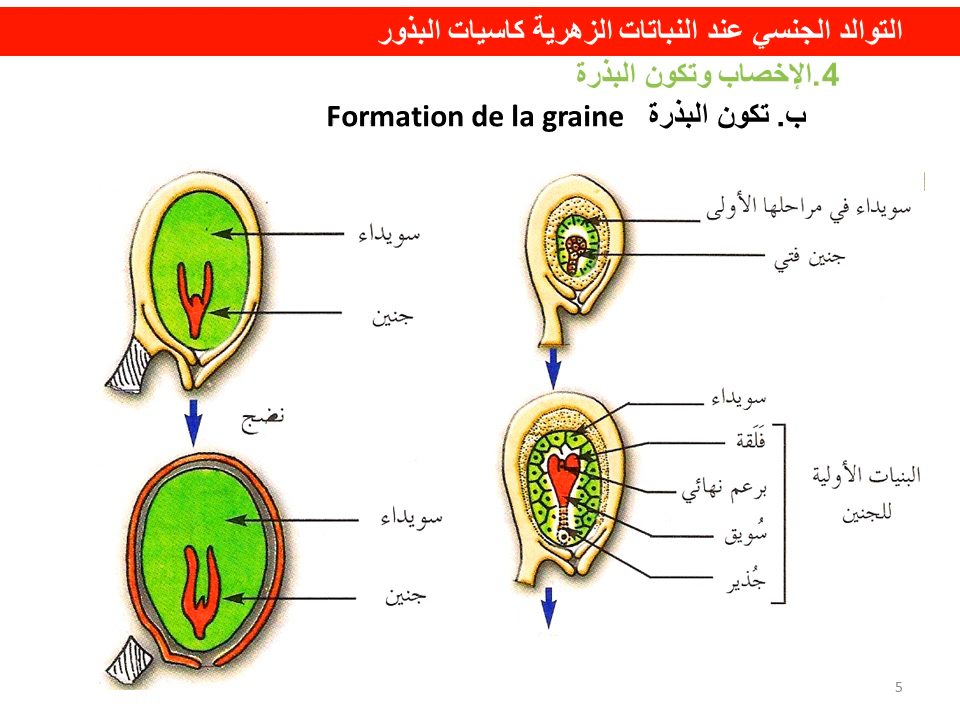 التوالد الجنسي عند النباتات الزهرية كاسيات البذور
4.الإخصاب وتكون البذرة
ب. تكون البذرة Formation de la graine
سويداء في مراحلها الأولى
جنين فتي
سويداء
فَلَقة
برعم نهائي
سُويق
جُذير
البنيات الأولية
للجنين
سويداء
جنين
نضج
سويداء
جنين
5